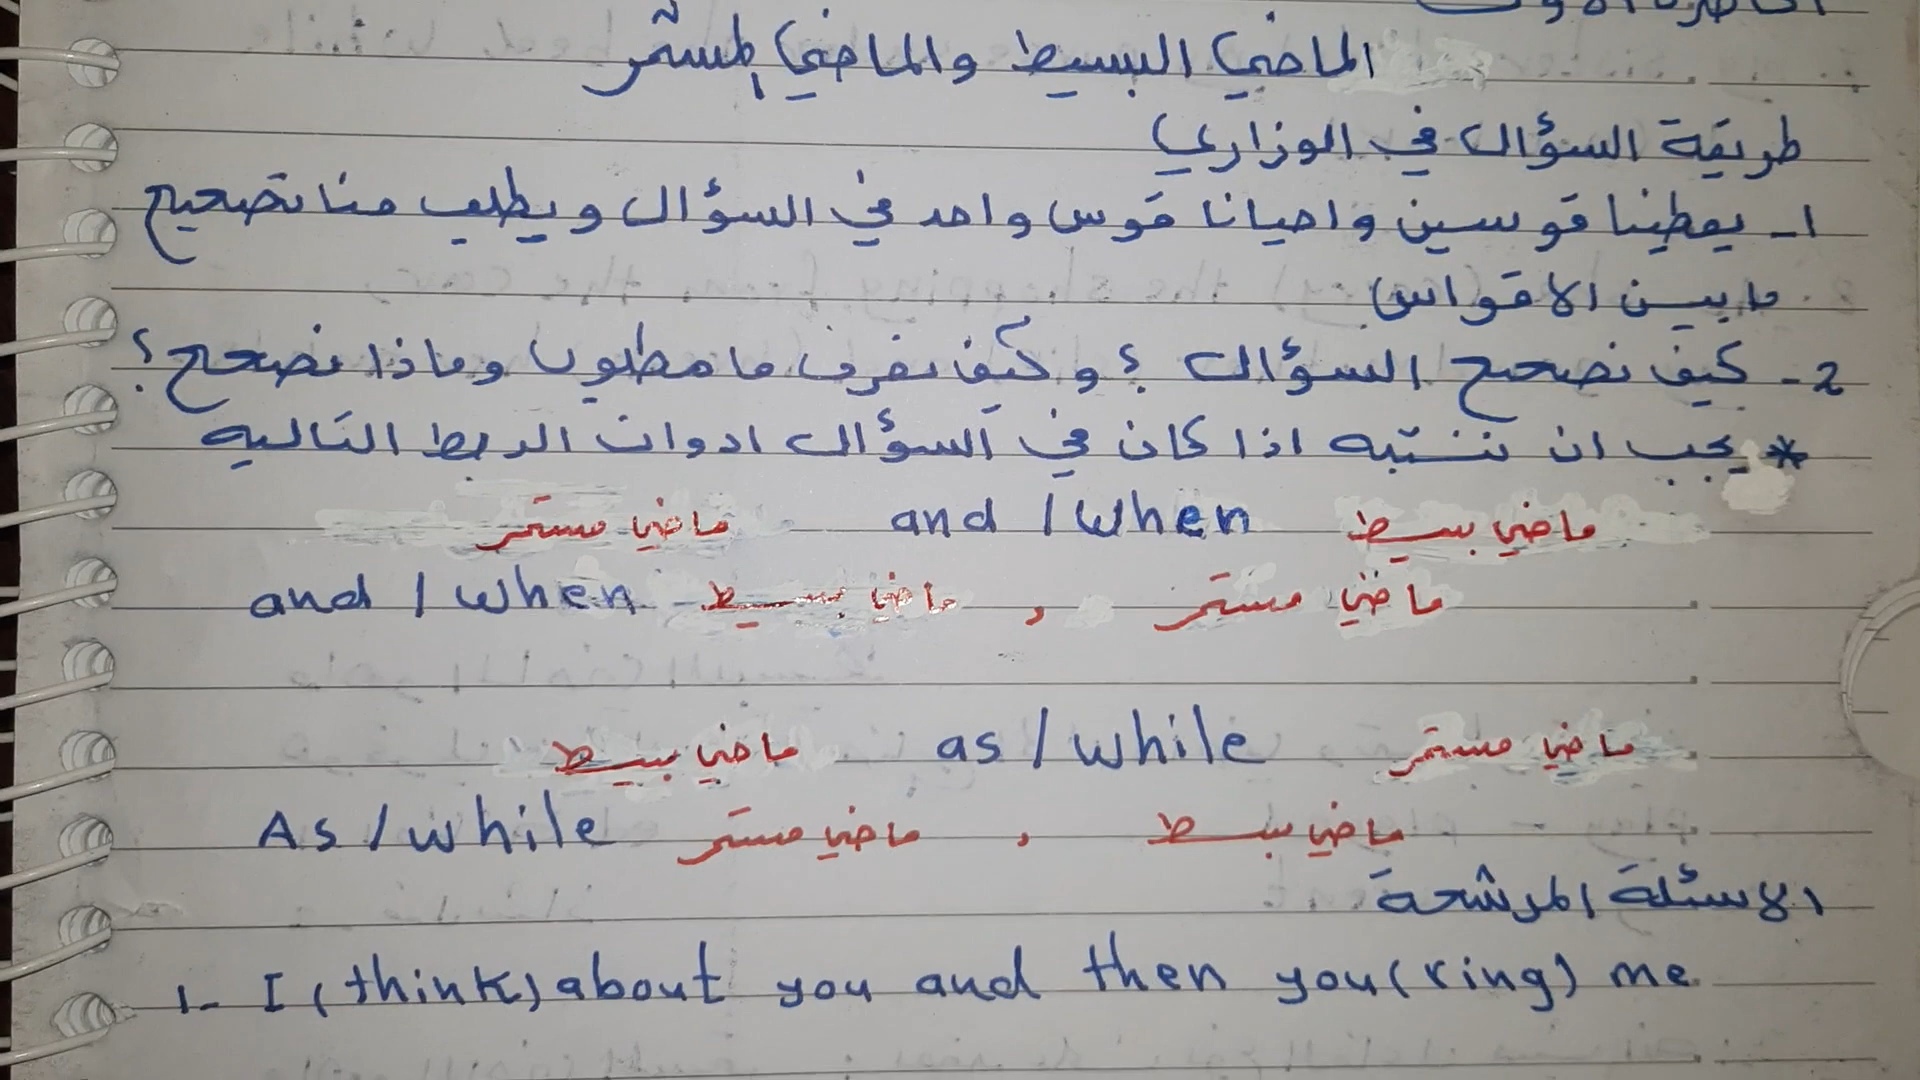 الماضي البسيط والماضي المستمر
طريقة السؤال في الوزاري
1- يعطينا قوسين واحيانا قوس واحد في السؤال ويطلب منا تصحيح
ما بين الاقواس
2- كيف نصحح السؤال ؟ وكيف نعرف ما مطلوب وماذا نصحح ؟
* يجب ان ننتبه اذا كان في السؤال ادوات الربط التالية
ماضي مستمر and / when ماضي بسيط
and / when ماضي بسيط , ماضي مستمر
ماضي بسيط as / while ماضي مستمر
As / while ماضي مستمر , ماضي بسيط
الاسئلة المرشحة
1- I (think) about you and then you (ring) me